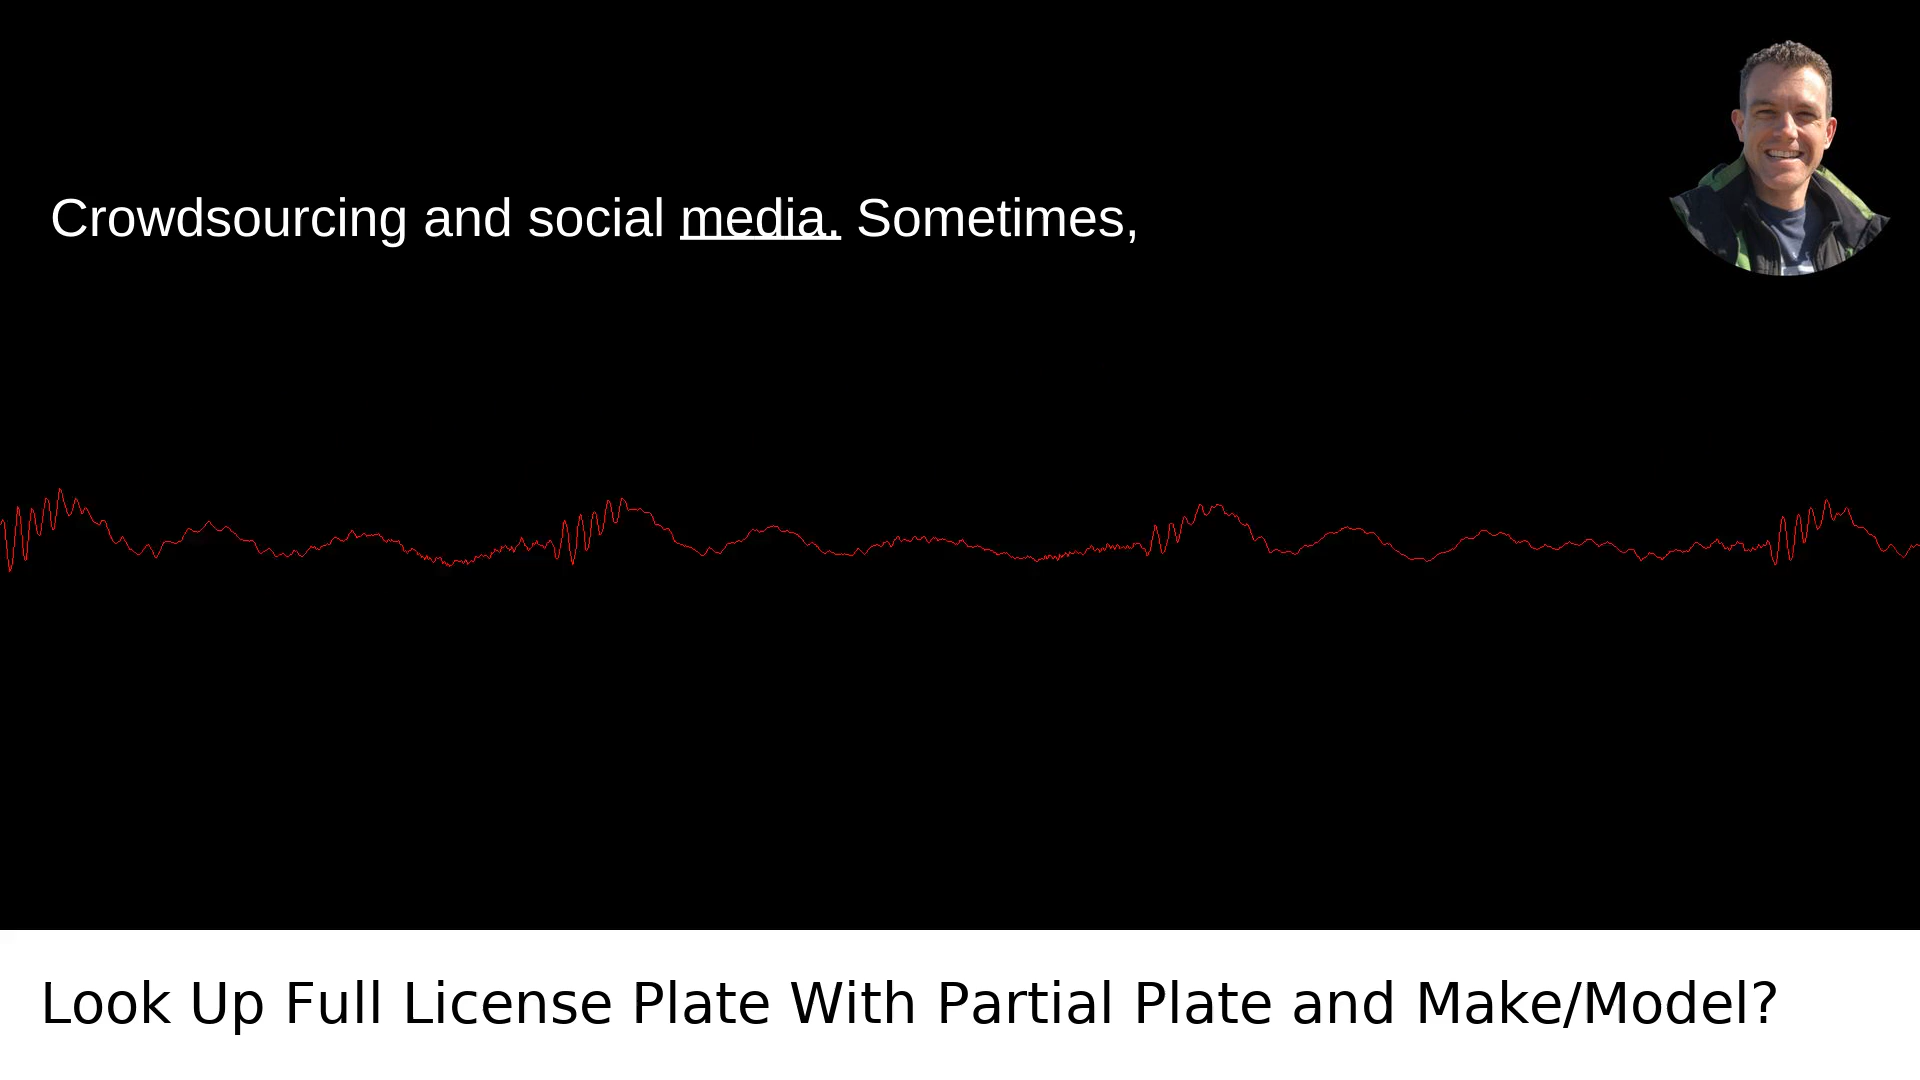 Crowdsourcing and social media. Sometimes,
Look Up Full License Plate With Partial Plate and Make/Model?